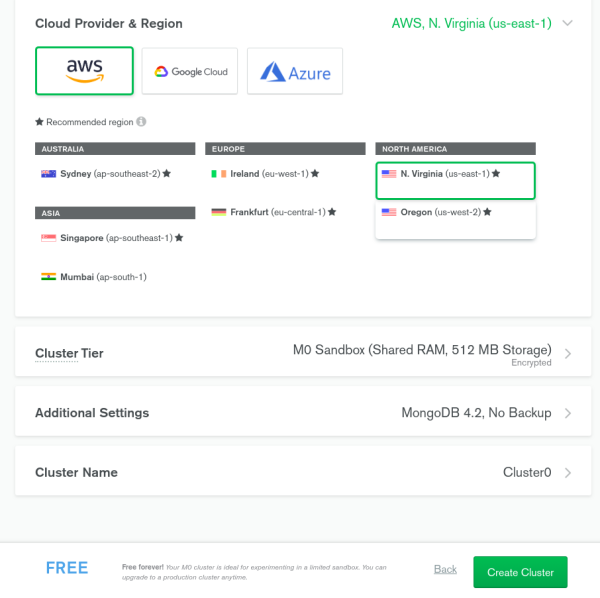 Cloud Provider & Region
AWS, N. Virginia (us-east-1)
aws
Google Cloud
Azure
★ Recommended region i
AUSTRALIA
Sydney (ap-southeast-2) ★
ASIA
Singapore (ap-southeast-1) ★
Mumbai (ap-south-1)
EUROPE
Ireland (eu-west-1) ★
Frankfurt (eu-central-1) ★
NORTH AMERICA
N. Virginia (us-east-1) ★
Oregon (us-west-2) ★
Cluster Tier
M0 Sandbox (Shared RAM, 512 MB Storage)
Encrypted
Additional Settings
MongoDB 4.2, No Backup
Cluster Name
Cluster0
FREE
Free forever! Your M0 cluster is ideal for experimenting in a limited sandbox. You can
upgrade to a production cluster anytime.
Back
Create Cluster